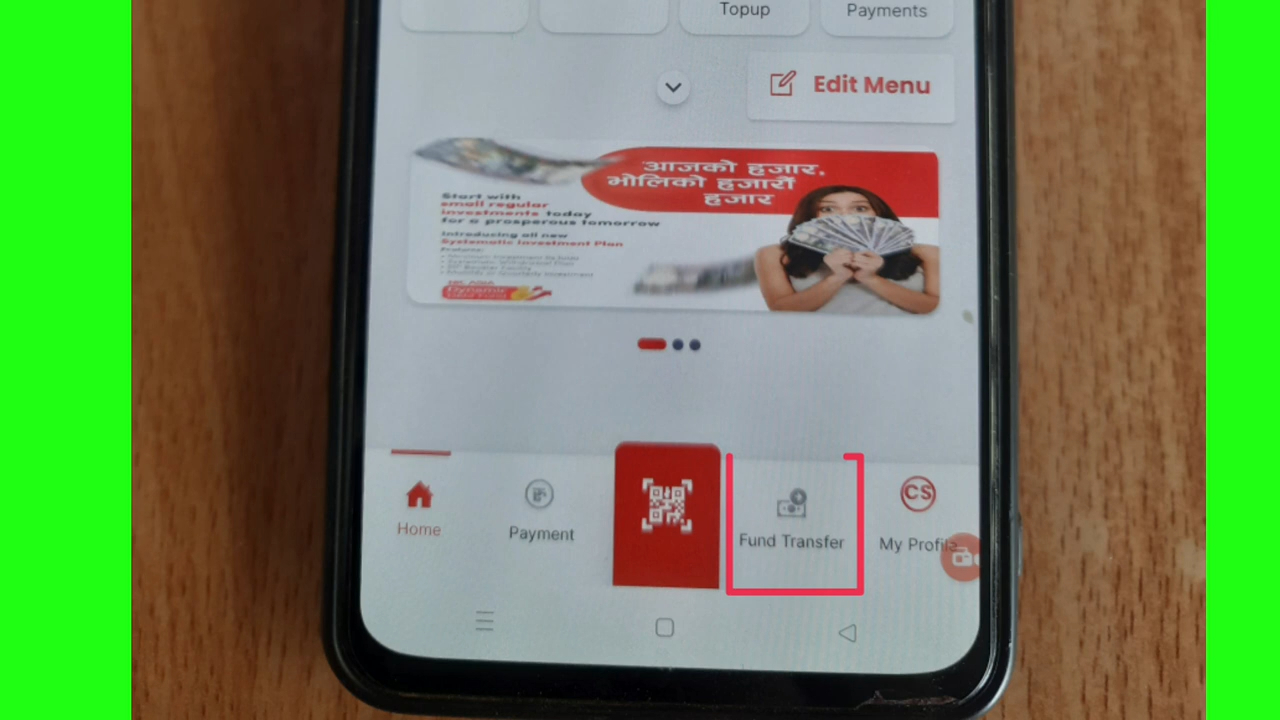 Topup
Payments
Edit Menu
आजको हजार,
भोलिको हजारौं
हजार
Start with
small regular
investments today
for a prosperous tomorrow
Introducing all new
Systematic Investment Plan
Features:
Home
Payment
Fund Transfer
CS
My Profile